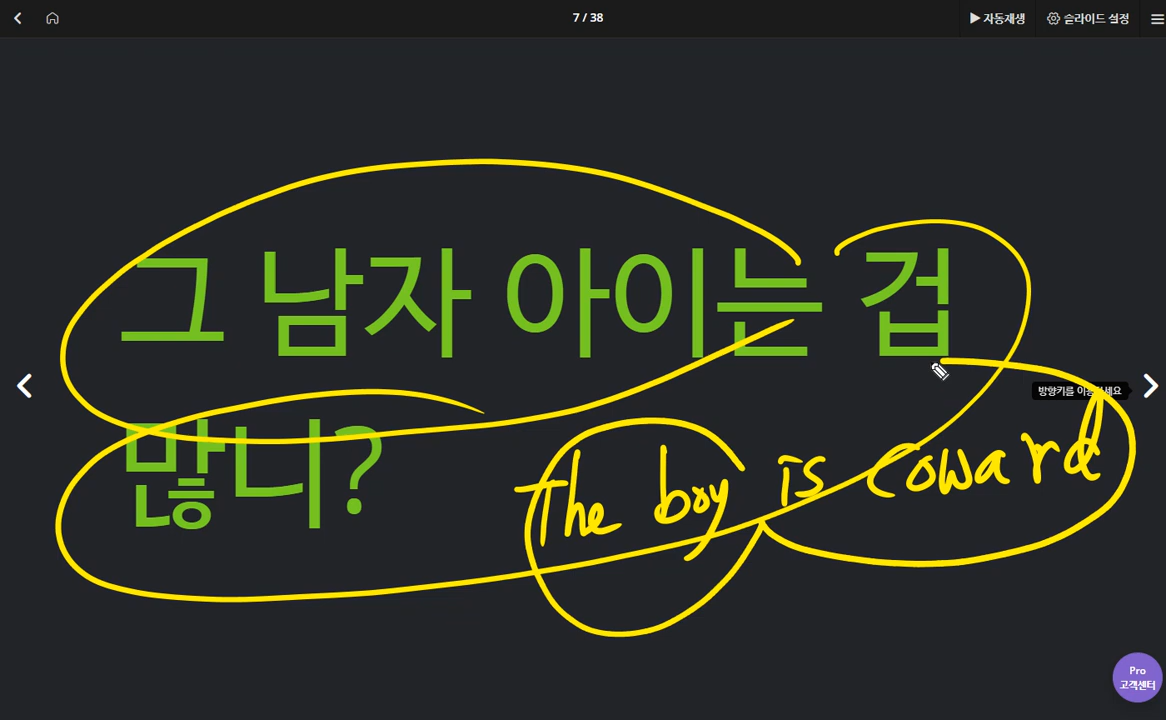 7 / 38
자동재생
슬라이드 설정
그 남자 아이는 겁
많니?
The boy is coward
Pro
고객센터